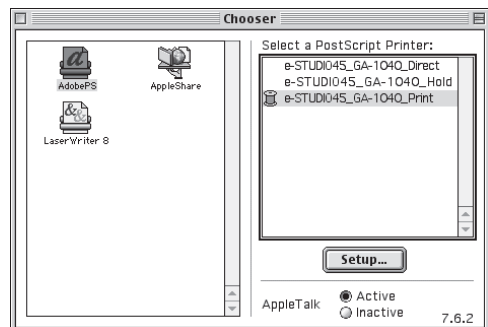 Chooser
AdobePS
AppleShare
LaserWriter 8
Select a PostScript Printer:
e-STUDIO45_GA-1040_Direct
e-STUDIO45_GA-1040_Hold
e-STUDIO45_GA-1040_Print
Setup...
AppleTalk
Active
Inactive
7.6.2